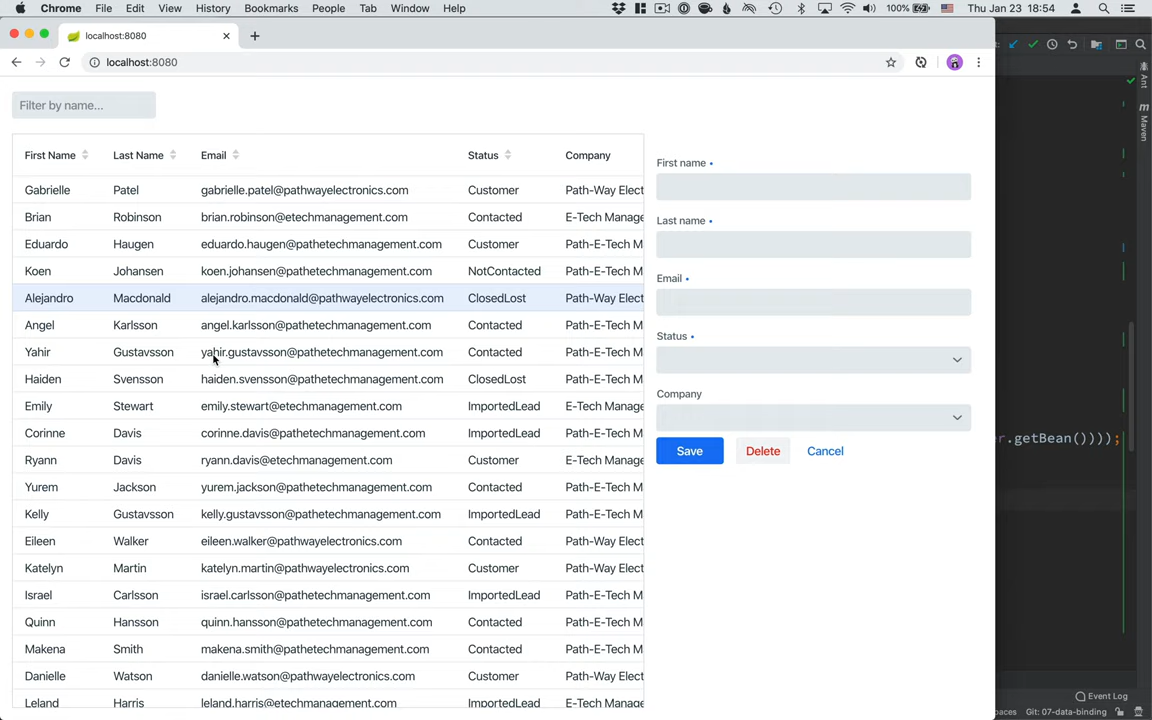 Chrome File Edit View History Bookmarks People Tab Window Help 100% Thu Jan 23 18:54
localhost:8080
localhost:8080
Filter by name...
First Name Last Name Email Status Company
Gabrielle Patel gabrielle.patel@pathwayelectronics.com Customer Path-Way Elect
Brian Robinson brian.robinson@etechmanagement.com Contacted E-Tech Manage
Eduardo Haugen eduardo.haugen@pathetechmanagement.com Customer Path-E-Tech M
Koen Johansen koen.johansen@pathetechmanagement.com NotContacted Path-E-Tech M
Alejandro Macdonald alejandro.macdonald@pathwayelectronics.com ClosedLost Path-Way Elect
Angel Karlsson angel.karlsson@pathetechmanagement.com Contacted Path-E-Tech M
Yahir Gustavsson yahir.gustavsson@pathetechmanagement.com Contacted Path-E-Tech M
Haiden Svensson haiden.svensson@pathetechmanagement.com ClosedLost Path-E-Tech M
Emily Stewart emily.stewart@etechmanagement.com ImportedLead E-Tech Manage
Corinne Davis corinne.davis@pathetechmanagement.com ImportedLead Path-E-Tech M
Ryann Davis ryann.davis@etechmanagement.com Customer E-Tech Manage
Yurem Jackson yurem.jackson@pathetechmanagement.com Contacted Path-E-Tech M
Kelly Gustavsson kelly.gustavsson@pathetechmanagement.com ImportedLead Path-E-Tech M
Eileen Walker eileen.walker@pathwayelectronics.com Contacted Path-Way Elect
Katelyn Martin katelyn.martin@pathwayelectronics.com Customer Path-Way Elect
Israel Carlsson israel.carlsson@pathetechmanagement.com ImportedLead Path-E-Tech M
Quinn Hansson quinn.hansson@pathetechmanagement.com Contacted Path-E-Tech M
Makena Smith makena.smith@pathetechmanagement.com Contacted Path-E-Tech M
Danielle Watson danielle.watson@pathwayelectronics.com Customer Path-Way Elect
Leland Harris leland.harris@etechmanagement.com Contacted E-Tech Manage
First name •
Last name •
Email •
Status •
Company
Save Delete Cancel
Ant
m
Maven
er.getBean())));
Event Log
paces Git: 07-data-binding